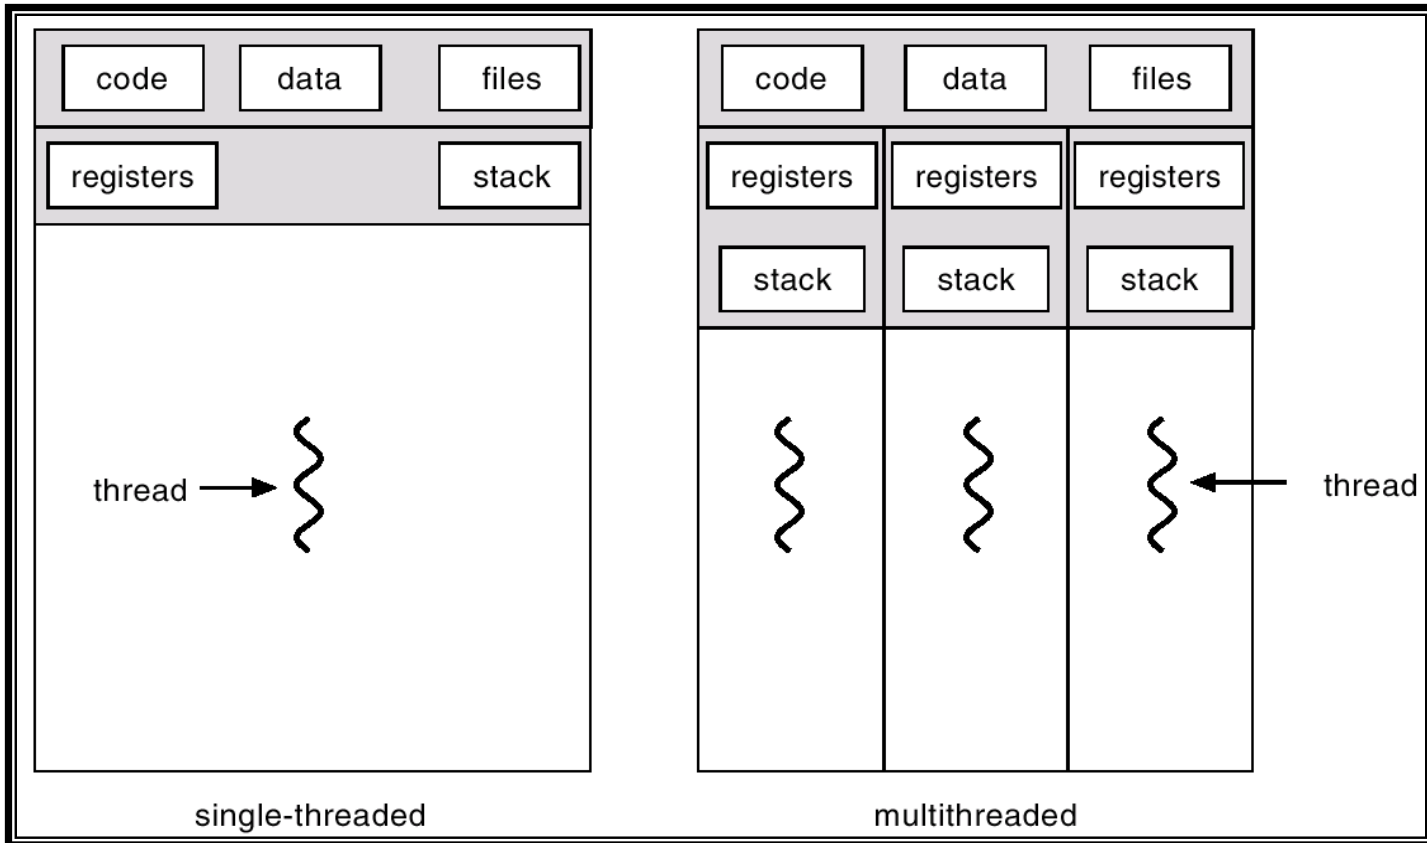 code data files code data files
registers stack registers registers registers
stack stack stack
thread thread
single-threaded multithreaded